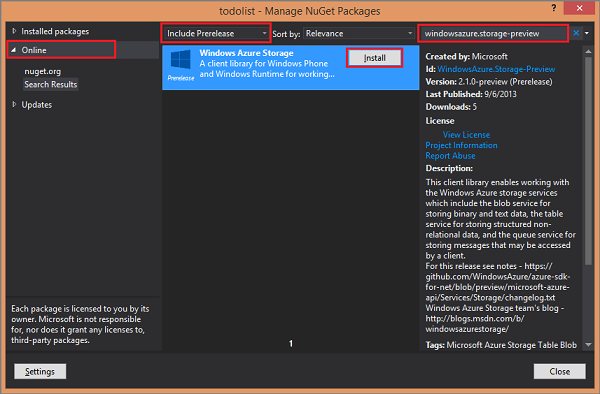 todolist - Manage NuGet Packages
?
Installed packages
Online
nuget.org
Search Results
Updates
Each package is licensed to you by its
owner. Microsoft is not responsible
for, nor does it grant any licenses to,
third-party packages.
Include Prerelease
Sort by: Relevance
Prerelease
Windows Azure Storage
A client library for Windows Phone
and Windows Runtime for working...
Install
1
windowsazure.storage-preview
Created by: Microsoft
Id: WindowsAzure.Storage-Preview
Version: 2.1.0-preview (Prerelease)
Last Published: 9/6/2013
Downloads: 5
License
View License
Project Information
Report Abuse
Description:
This client library enables working with
the Windows Azure storage services
which include the blob service for
storing binary and text data, the table
service for storing structured non-
relational data, and the queue service for
storing messages that may be accessed
by a client.
For this release see notes - https://
github.com/WindowsAzure/azure-sdk-
for-net/blob/preview/microsoft-azure-
api/Services/Storage/changelog.txt
Windows Azure Storage team's blog -
http://blogs.msdn.com/b/
windowsazurestorage/
Tags: Microsoft Azure Storage Table Blob
Settings
Close